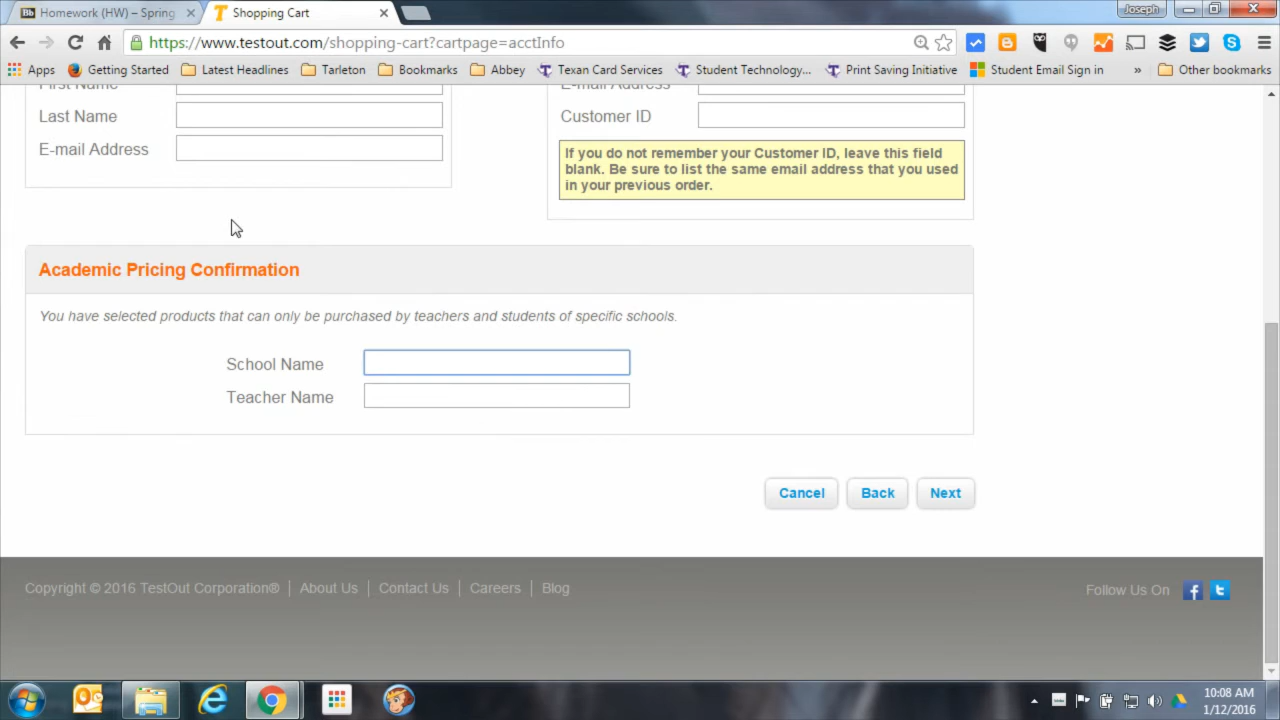 Homework (HW) – Spring
Shopping Cart
Joseph
https://www.testout.com/shopping-cart?cartpage=acctInfo
Apps Getting Started Latest Headlines Tarleton Bookmarks Abbey Texan Card Services Student Technology... Print Saving Initiative Student Email Sign in » Other bookmarks
First Name
E-mail Address
Last Name
Customer ID
E-mail Address
If you do not remember your Customer ID, leave this field
blank. Be sure to list the same email address that you used
in your previous order.
Academic Pricing Confirmation
You have selected products that can only be purchased by teachers and students of specific schools.
School Name
Teacher Name
Cancel Back Next
Copyright © 2016 TestOut Corporation® | About Us | Contact Us | Careers | Blog
Follow Us On
10:08 AM
1/12/2016